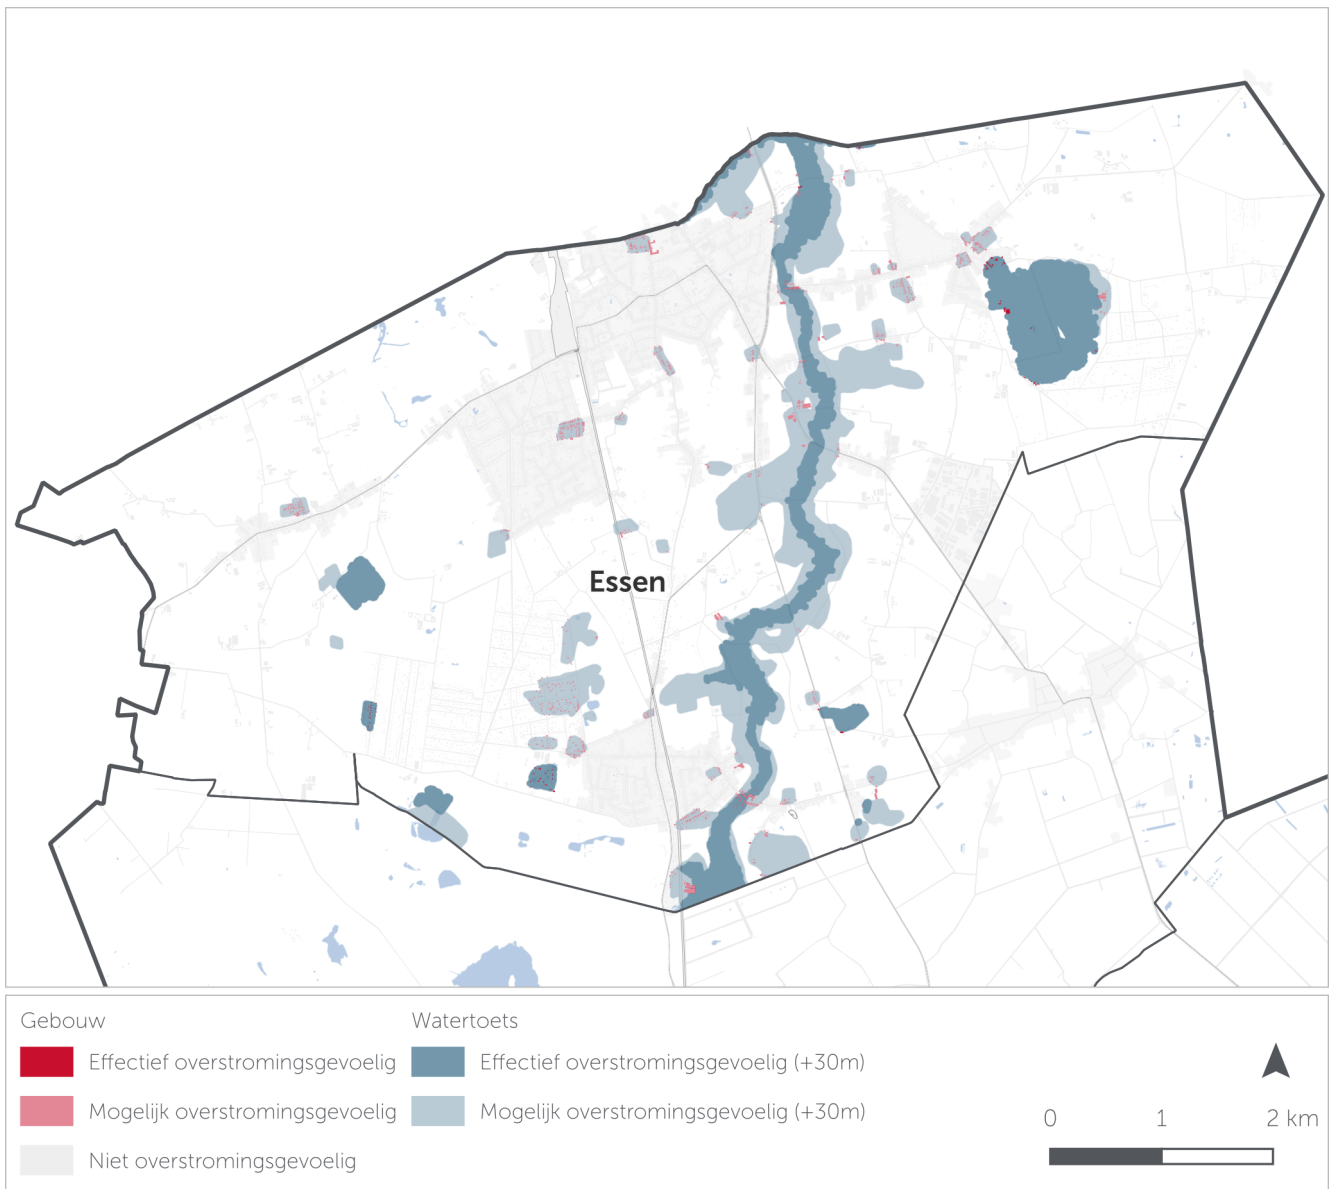 Essen
Gebouw
Watertoets
Effectief overstromingsgevoelig
Effectief overstromingsgevoelig (+30m)
Mogelijk overstromingsgevoelig
Mogelijk overstromingsgevoelig (+30m)
Niet overstromingsgevoelig
0 1 2 km